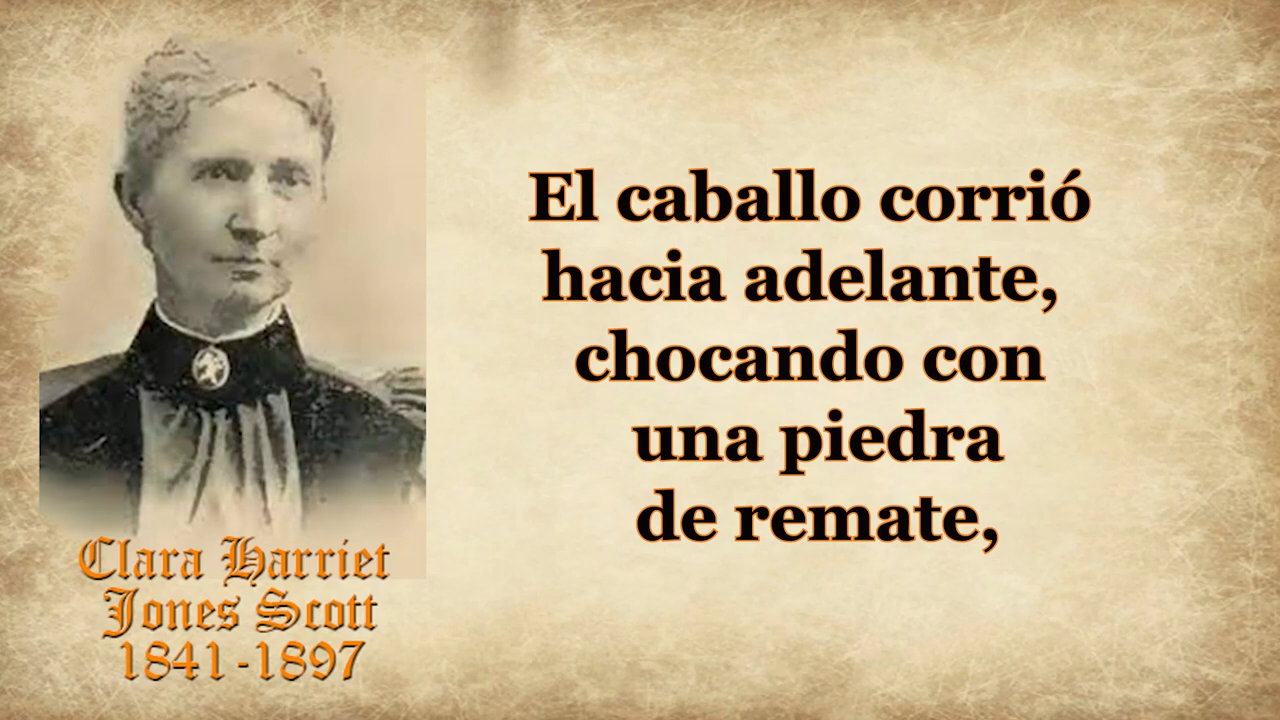 El caballo corrió
hacia adelante,
chocando con
una piedra
de remate,
Clara Harriet
Jones Scott
1841-1897